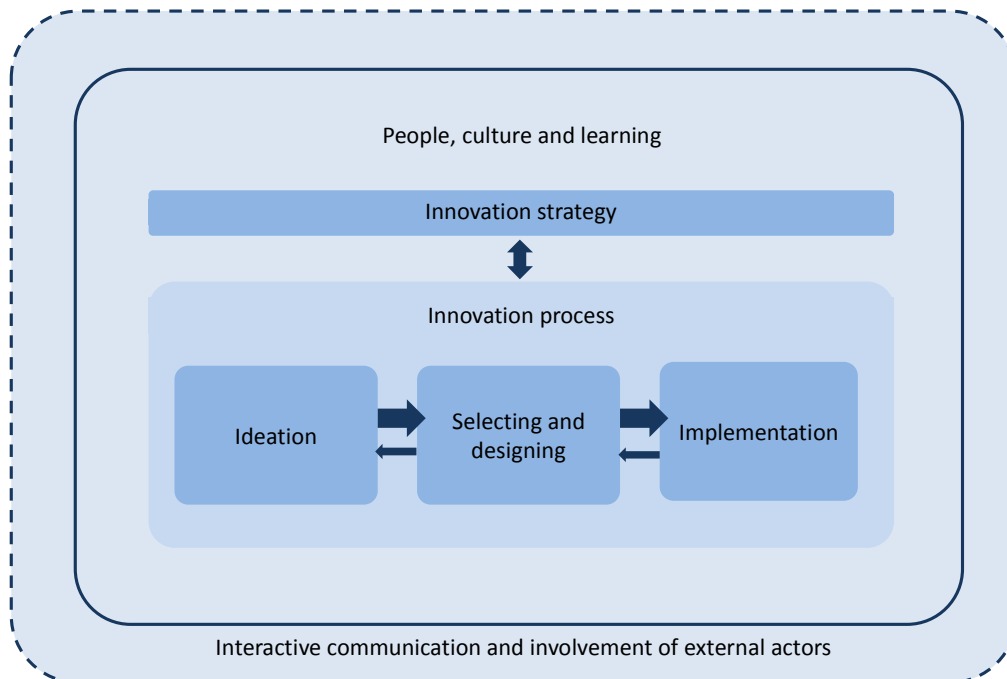 People, culture and learning
Innovation strategy
Innovation process
Ideation
Selecting and
designing
Implementation
Interactive communication and involvement of external actors